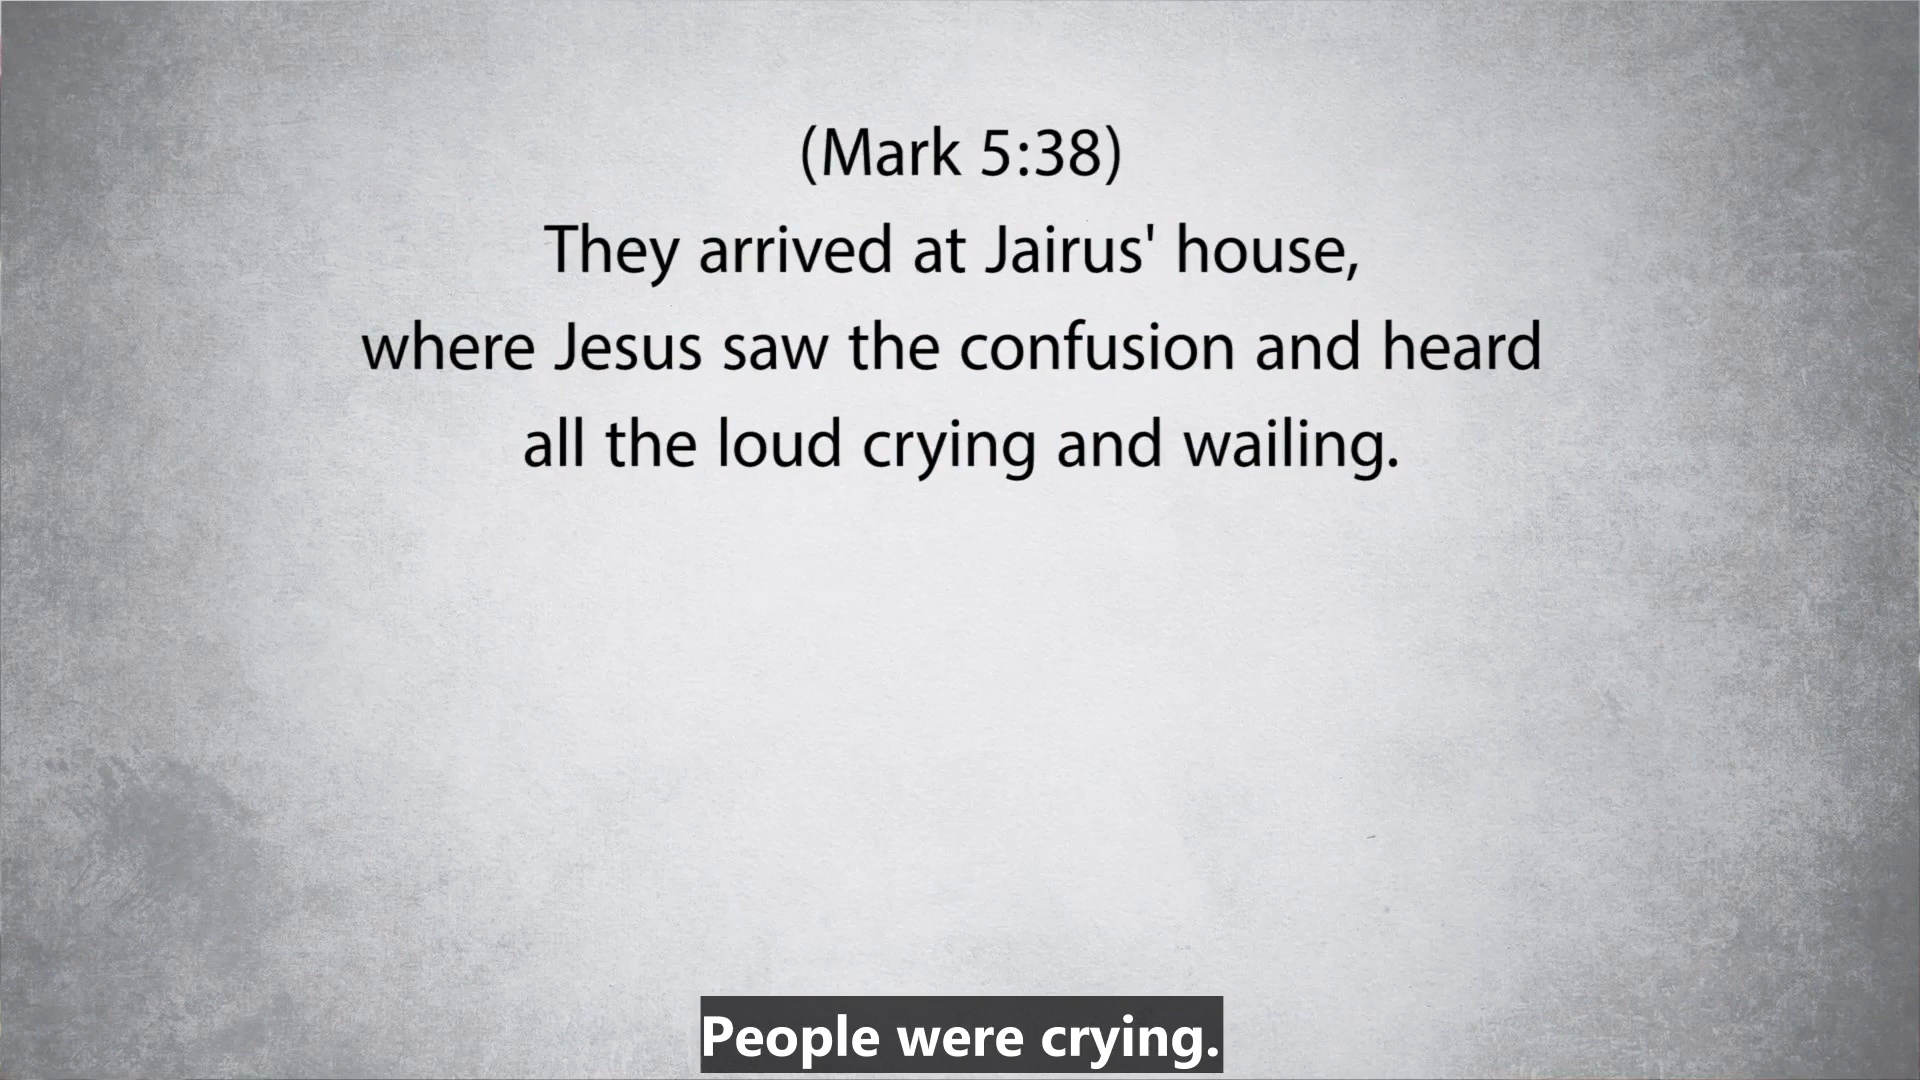 (Mark 5:38)
They arrived at Jairus' house,
where Jesus saw the confusion and heard
all the loud crying and wailing.
People were crying.